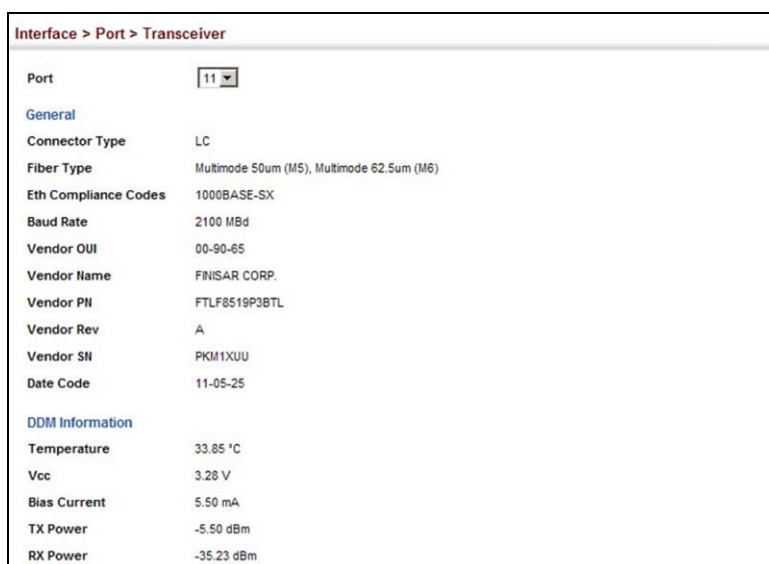 Interface > Port > Transceiver
Port 11
General
Connector Type LC
Fiber Type Multimode 50um (M5), Multimode 62.5um (M6)
Eth Compliance Codes 1000BASE-SX
Baud Rate 2100 MBd
Vendor OUI 00-90-65
Vendor Name FINISAR CORP.
Vendor PN FTLF8519P3BTL
Vendor Rev A
Vendor SN PKM1XUU
Date Code 11-05-25
DDM Information
Temperature 33.85 °C
Vcc 3.28 V
Bias Current 5.50 mA
TX Power -5.50 dBm
RX Power -35.23 dBm